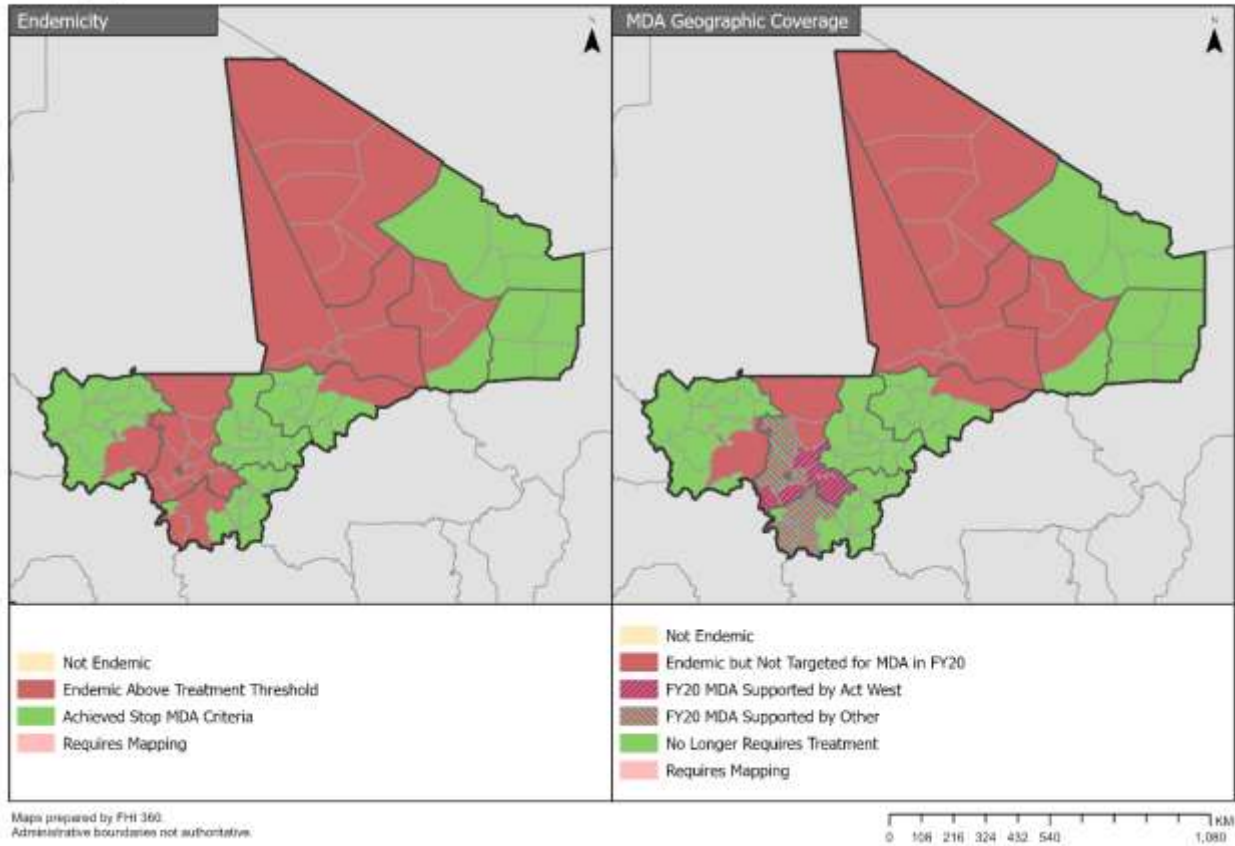 Endemicity
MDA Geographic Coverage
N
N
Not Endemic
Endemic Above Treatment Threshold
Achieved Stop MDA Criteria
Requires Mapping
Not Endemic
Endemic but Not Targeted for MDA in FY20
FY20 MDA Supported by Act West
FY20 MDA Supported by Other
No Longer Requires Treatment
Requires Mapping
Maps prepared by FHI 360.
Administrative boundaries not authoritative.
KM
0 108 216 324 432 540 1,080